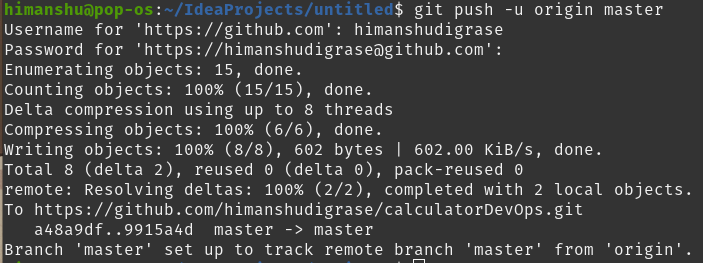 himanshu@pop-os:~/IdeaProjects/untitled$ git push -u origin master
Username for 'https://github.com': himanshudigrase
Password for 'https://himanshudigrase@github.com':
Enumerating objects: 15, done.
Counting objects: 100% (15/15), done.
Delta compression using up to 8 threads
Compressing objects: 100% (6/6), done.
Writing objects: 100% (8/8), 602 bytes | 602.00 KiB/s, done.
Total 8 (delta 2), reused 0 (delta 0), pack-reused 0
remote: Resolving deltas: 100% (2/2), completed with 2 local objects.
To https://github.com/himanshudigrase/calculatorDevOps.git
   a48a9df..9915a4d  master -> master
Branch 'master' set up to track remote branch 'master' from 'origin'.